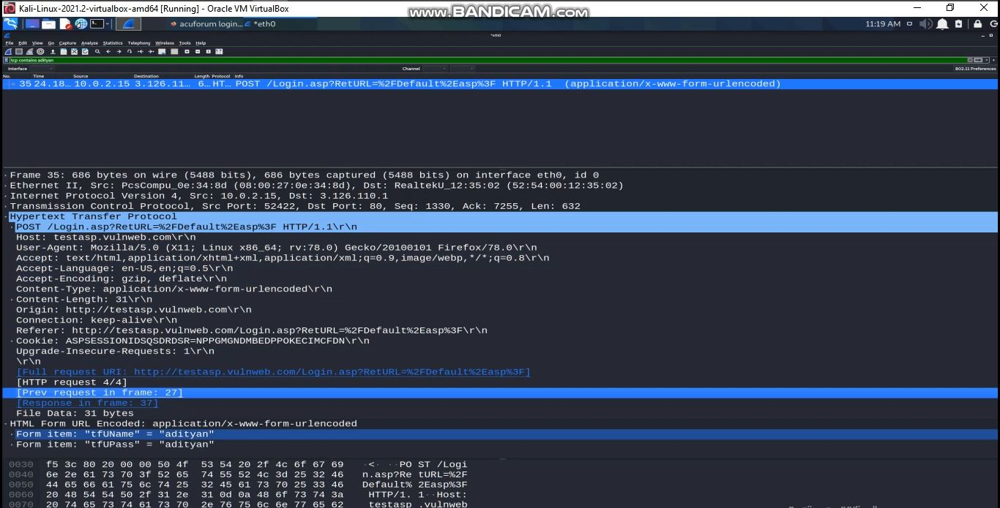 Kali-Linux-2021.2-virtualbox-amd64 [Running] - Oracle VM VirtualBox
www.BANDICAM.com
acuforum login... *eth0 11:19 AM
*eth0
File Edit View Go Capture Analyze Statistics Telephony Wireless Tools Help
tcp contains adityan
Interface Channel 802.11 Preferences
No. Time Source Destination Length Protocol Info
35 24.18… 10.0.2.15 3.126.11… 6… HT… POST /Login.asp?RetURL=%2FDefault%2Easp%3F HTTP/1.1 (application/x-www-form-urlencoded)
Frame 35: 686 bytes on wire (5488 bits), 686 bytes captured (5488 bits) on interface eth0, id 0
Ethernet II, Src: PcsCompu_0e:34:8d (08:00:27:0e:34:8d), Dst: RealtekU_12:35:02 (52:54:00:12:35:02)
Internet Protocol Version 4, Src: 10.0.2.15, Dst: 3.126.110.1
Transmission Control Protocol, Src Port: 52422, Dst Port: 80, Seq: 1330, Ack: 7255, Len: 632
Hypertext Transfer Protocol
POST /Login.asp?RetURL=%2FDefault%2Easp%3F HTTP/1.1\r\n
Host: testasp.vulnweb.com\r\n
User-Agent: Mozilla/5.0 (X11; Linux x86_64; rv:78.0) Gecko/20100101 Firefox/78.0\r\n
Accept: text/html,application/xhtml+xml,application/xml;q=0.9,image/webp,*/*;q=0.8\r\n
Accept-Language: en-US,en;q=0.5\r\n
Accept-Encoding: gzip, deflate\r\n
Content-Type: application/x-www-form-urlencoded\r\n
Content-Length: 31\r\n
Origin: http://testasp.vulnweb.com\r\n
Connection: keep-alive\r\n
Referer: http://testasp.vulnweb.com/Login.asp?RetURL=%2FDefault%2Easp%3F\r\n
Cookie: ASPSESSIONIDSQSDRDSR=NPPGMGNDMBEDPPOKECIMCFDN\r\n
Upgrade-Insecure-Requests: 1\r\n
\r\n
[Full request URI: http://testasp.vulnweb.com/Login.asp?RetURL=%2FDefault%2Easp%3F]
[HTTP request 4/4]
[Prev request in frame: 27]
[Response in frame: 37]
File Data: 31 bytes
HTML Form URL Encoded: application/x-www-form-urlencoded
Form item: "tfUName" = "adityan"
Form item: "tfUPass" = "adityan"
0030 f5 3c 80 20 00 00 50 4f 53 54 20 2f 4c 6f 67 69 ·<· ··PO ST /Logi
0040 6e 2e 61 73 70 3f 52 65 74 55 52 4c 3d 25 32 46 n.asp?Re tURL=%2F
0050 44 65 66 61 75 6c 74 25 32 45 61 73 70 25 33 46 Default% 2Easp%3F
0060 20 48 54 54 50 2f 31 2e 31 0d 0a 48 6f 73 74 3a HTTP/1. 1··Host:
0070 20 74 65 73 74 61 73 70 2e 76 75 6c 6e 77 65 62 testasp .vulnweb